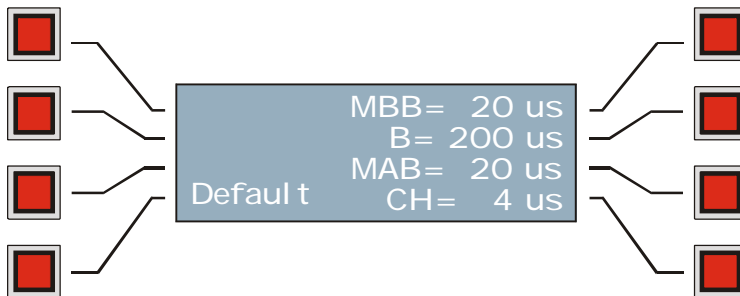 MBB= 20 us
B= 200 us
MAB= 20 us
Default CH= 4 us